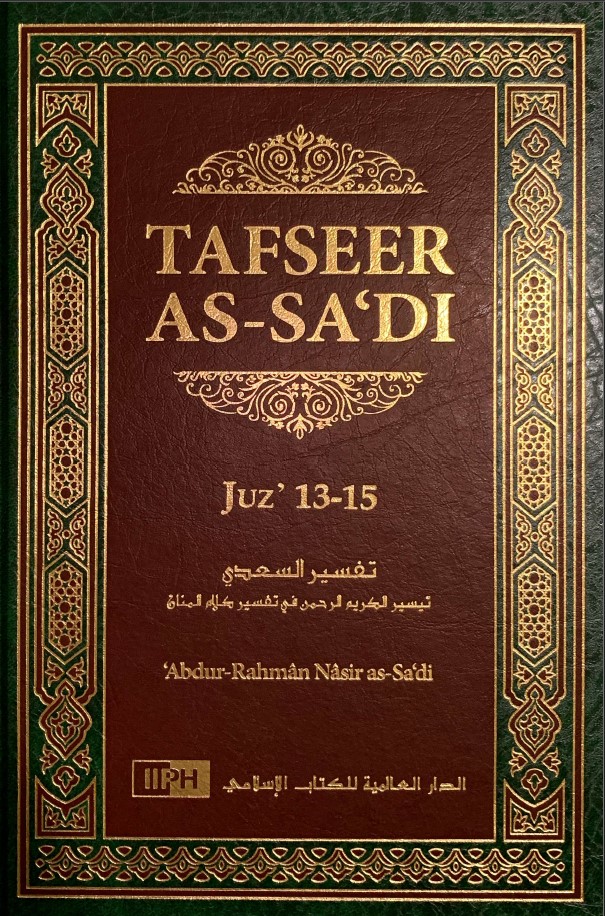 TAFSEER
AS-SA‘DI
Juz’ 13-15
تفسير السعدي
تيسير الكريم الرحمن في تفسير كلام المنان
‘Abdur-Rahmân Nâsir as-Sa‘di
IIPH الدار العالمية للكتاب الإسلامي